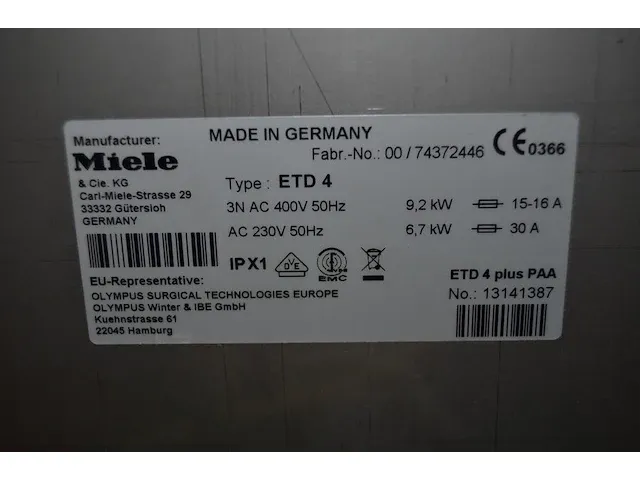 Manufacturer:
Miele
& Cie. KG
Carl-Miele-Strasse 29
33332 Gütersloh
GERMANY
MADE IN GERMANY
Fabr.-No.: 00 / 74372446
CE 0366
Type : ETD 4
3N AC 400V 50Hz 9,2 kW 15-16 A
AC 230V 50Hz 6,7 kW 30 A
IPX1
DVE
EMC
EU-Representative:
OLYMPUS SURGICAL TECHNOLOGIES EUROPE
OLYMPUS Winter & IBE GmbH
Kuehnstrasse 61
22045 Hamburg
ETD 4 plus PAA
No.: 13141387